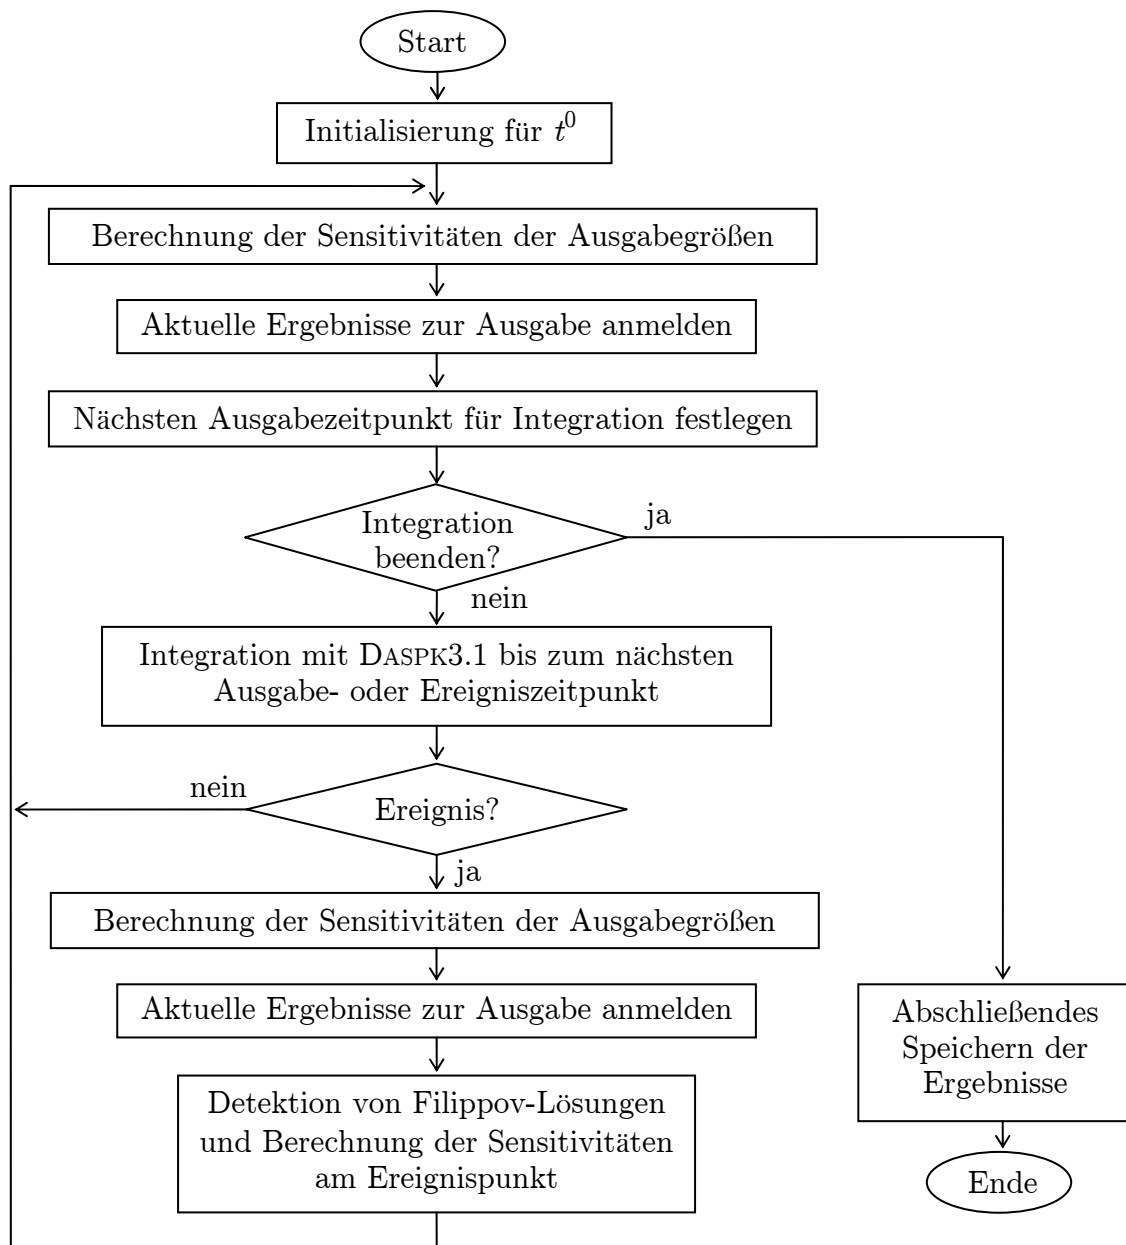 Start
Initialisierung für t⁰
Berechnung der Sensitivitäten der Ausgabegrößen
Aktuelle Ergebnisse zur Ausgabe anmelden
Nächsten Ausgabezeitpunkt für Integration festlegen
Integration
beenden?
ja
nein
Integration mit DASPK3.1 bis zum nächsten
Ausgabe- oder Ereigniszeitpunkt
nein
Ereignis?
ja
Berechnung der Sensitivitäten der Ausgabegrößen
Aktuelle Ergebnisse zur Ausgabe anmelden
Detektion von Filippov-Lösungen
und Berechnung der Sensitivitäten
am Ereignispunkt
Abschließendes
Speichern der
Ergebnisse
Ende